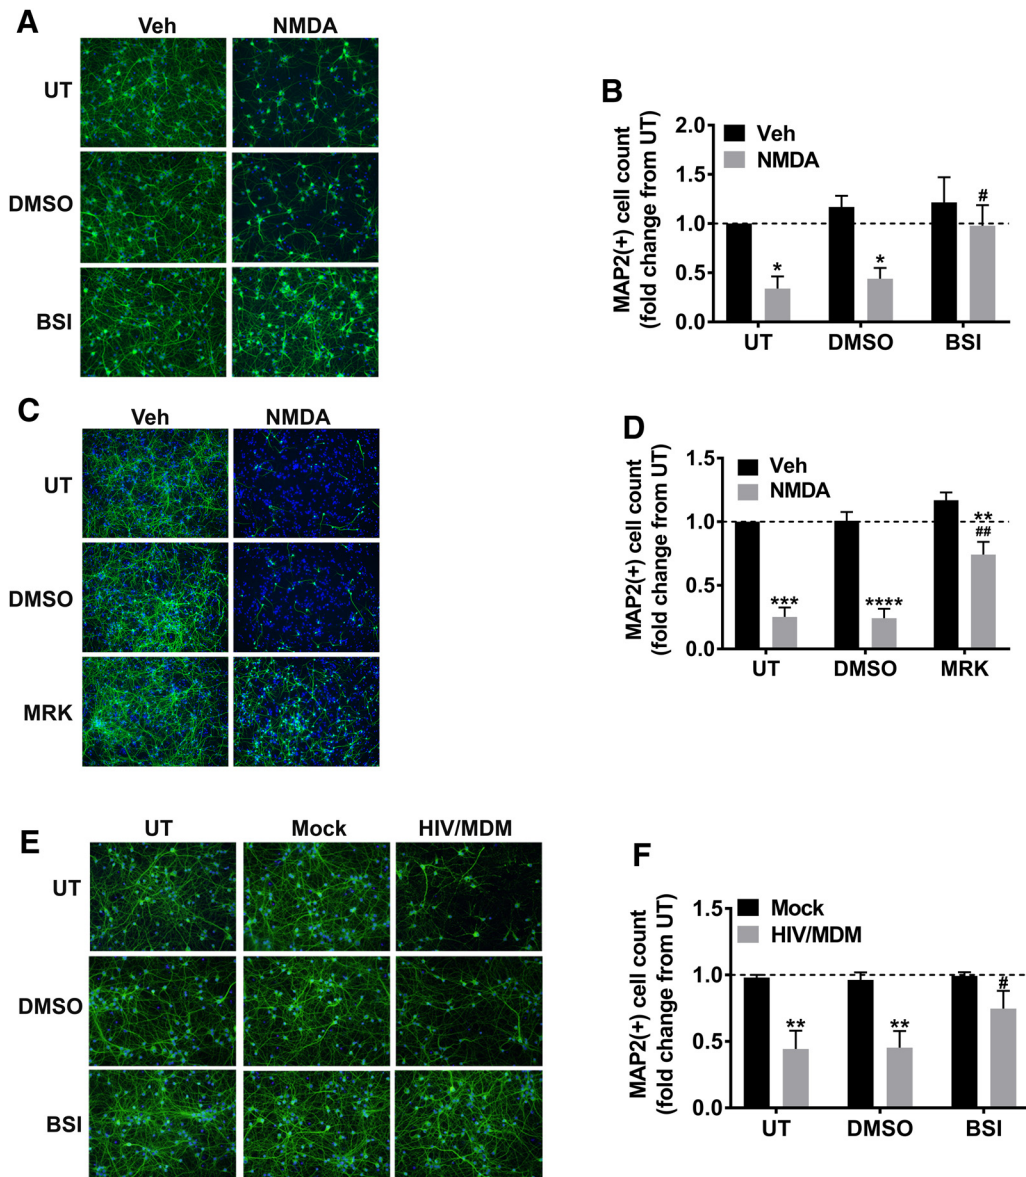 A
Veh NMDA
UT
DMSO
BSI
B
MAP2(+) cell count
(fold change from UT)
Veh
NMDA
2.0
1.5
1.0
0.5
0.0
* * #
UT DMSO BSI
C
Veh NMDA
UT
DMSO
MRK
D
MAP2(+) cell count
(fold change from UT)
Veh
NMDA
1.5
1.0
0.5
0.0
*** **** **
##
UT DMSO MRK
E
UT Mock HIV/MDM
UT
DMSO
BSI
F
MAP2(+) cell count
(fold change from UT)
Mock
HIV/MDM
1.5
1.0
0.5
0.0
** ** #
UT DMSO BSI